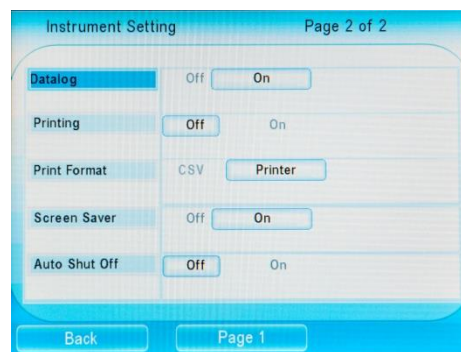 Instrument Setting Page 2 of 2
Datalog Off On
Printing Off On
Print Format CSV Printer
Screen Saver Off On
Auto Shut Off Off On
Back Page 1